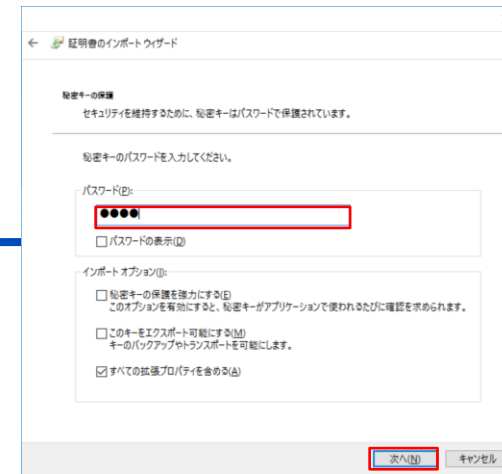 証明書のインポート ウィザード
秘密キーの保護
セキュリティを維持するために、秘密キーはパスワードで保護されています。
秘密キーのパスワードを入力してください。
パスワード(P):
●●●●
パスワードの表示(D)
インポート オプション(I):
秘密キーの保護を強力にする(E)
このオプションを有効にすると、秘密キーがアプリケーションで使われるたびに確認を求められます。
このキーをエクスポート可能にする(M)
キーのバックアップやトランスポートを可能にします。
すべての拡張プロパティを含める(A)
次へ(N) キャンセル